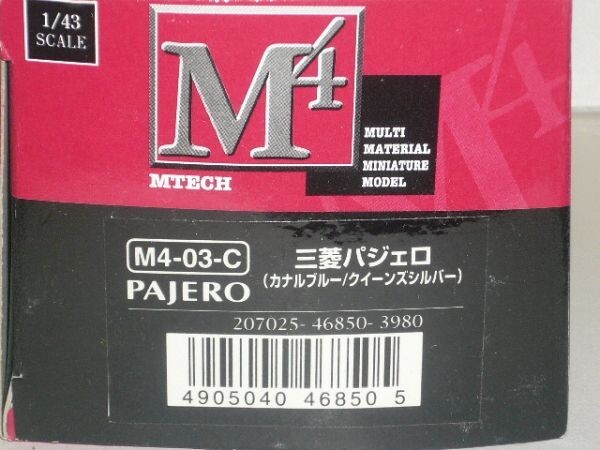 1/43
SCALE
M4
MTECH
MULTI
MATERIAL
MINIATURE
MODEL
M4-03-C
PAJERO
三菱パジェロ
(カナルブルー/クイーンズシルバー)
207025-46850-3980
4905040 46850 5